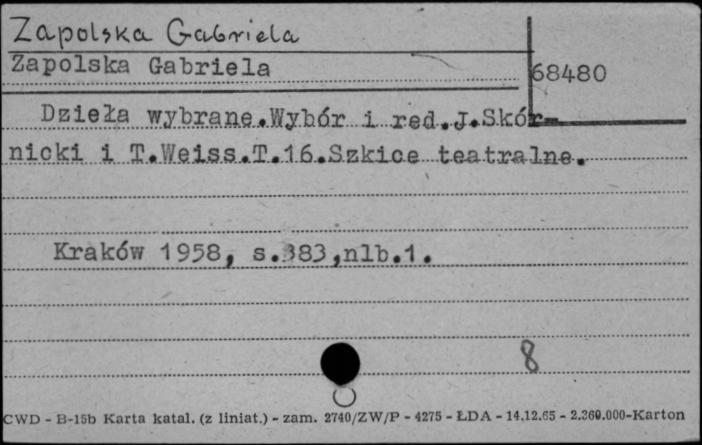 Zapolska Gabriela
Zapolska Gabriela
68480
Dzieła wybrane.Wybór i red.J.Skór-
nicki i T.Weiss.T.16.Szkice teatralne.
Kraków 1958, s.383,nlb.1.
8
CWD - B-15b Karta katal. (z liniat.) - zam. 2740/ZW/P - 4275 - ŁDA - 14.12.65 - 2.360.000-Karton